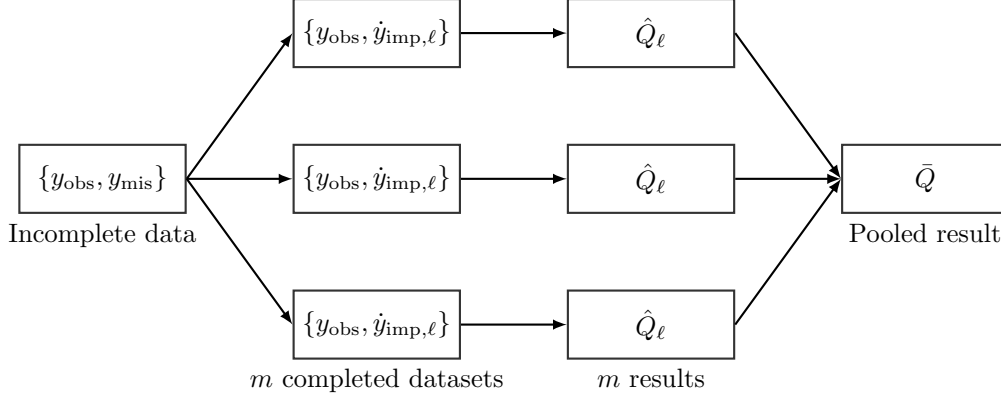 {y_obs, ẏ_imp,ℓ}
Q̂_ℓ
{y_obs, y_mis}
Incomplete data
{y_obs, ẏ_imp,ℓ}
Q̂_ℓ
Q̄
Pooled result
{y_obs, ẏ_imp,ℓ}
m completed datasets
Q̂_ℓ
m results